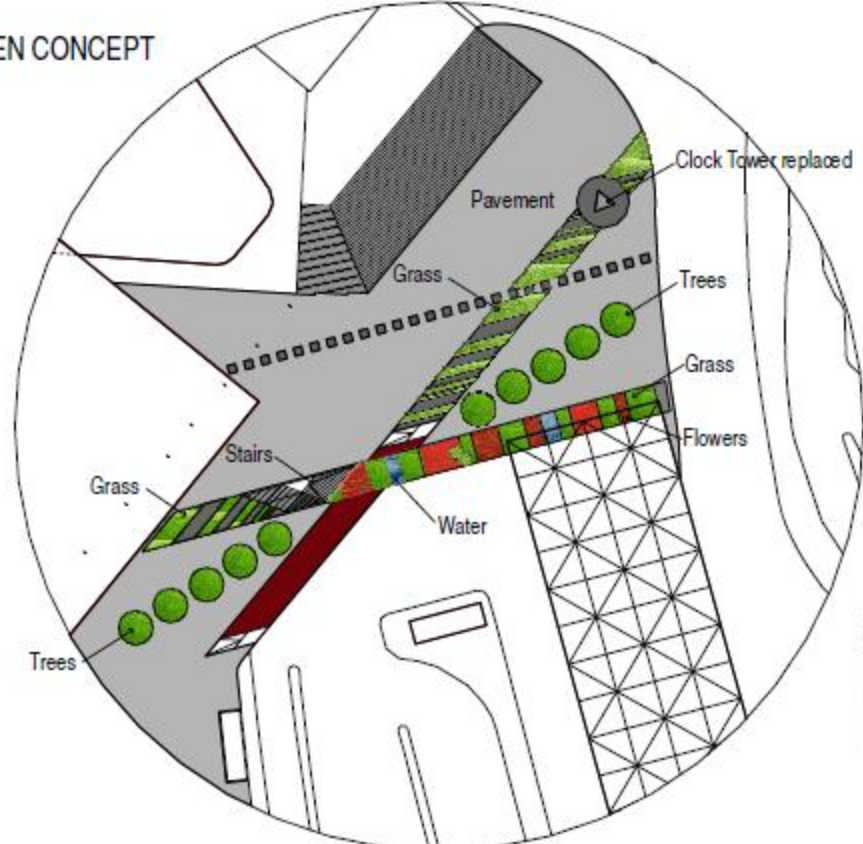 EN CONCEPT
Clock Tower replaced
Pavement
Grass
Trees
Grass
Flowers
Stairs
Grass
Water
Trees